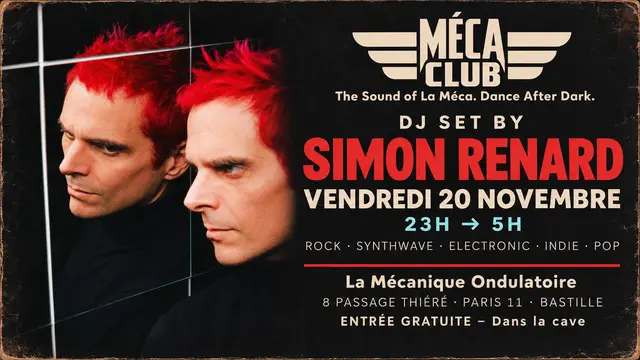 MÉCA
CLUB
The Sound of La Méca. Dance After Dark.
DJ SET BY
SIMON RENARD
VENDREDI 20 NOVEMBRE
23H → 5H
ROCK · SYNTHWAVE · ELECTRONIC · INDIE · POP
La Mécanique Ondulatoire
8 PASSAGE THIÉRÉ · PARIS 11 · BASTILLE
ENTRÉE GRATUITE – Dans la cave